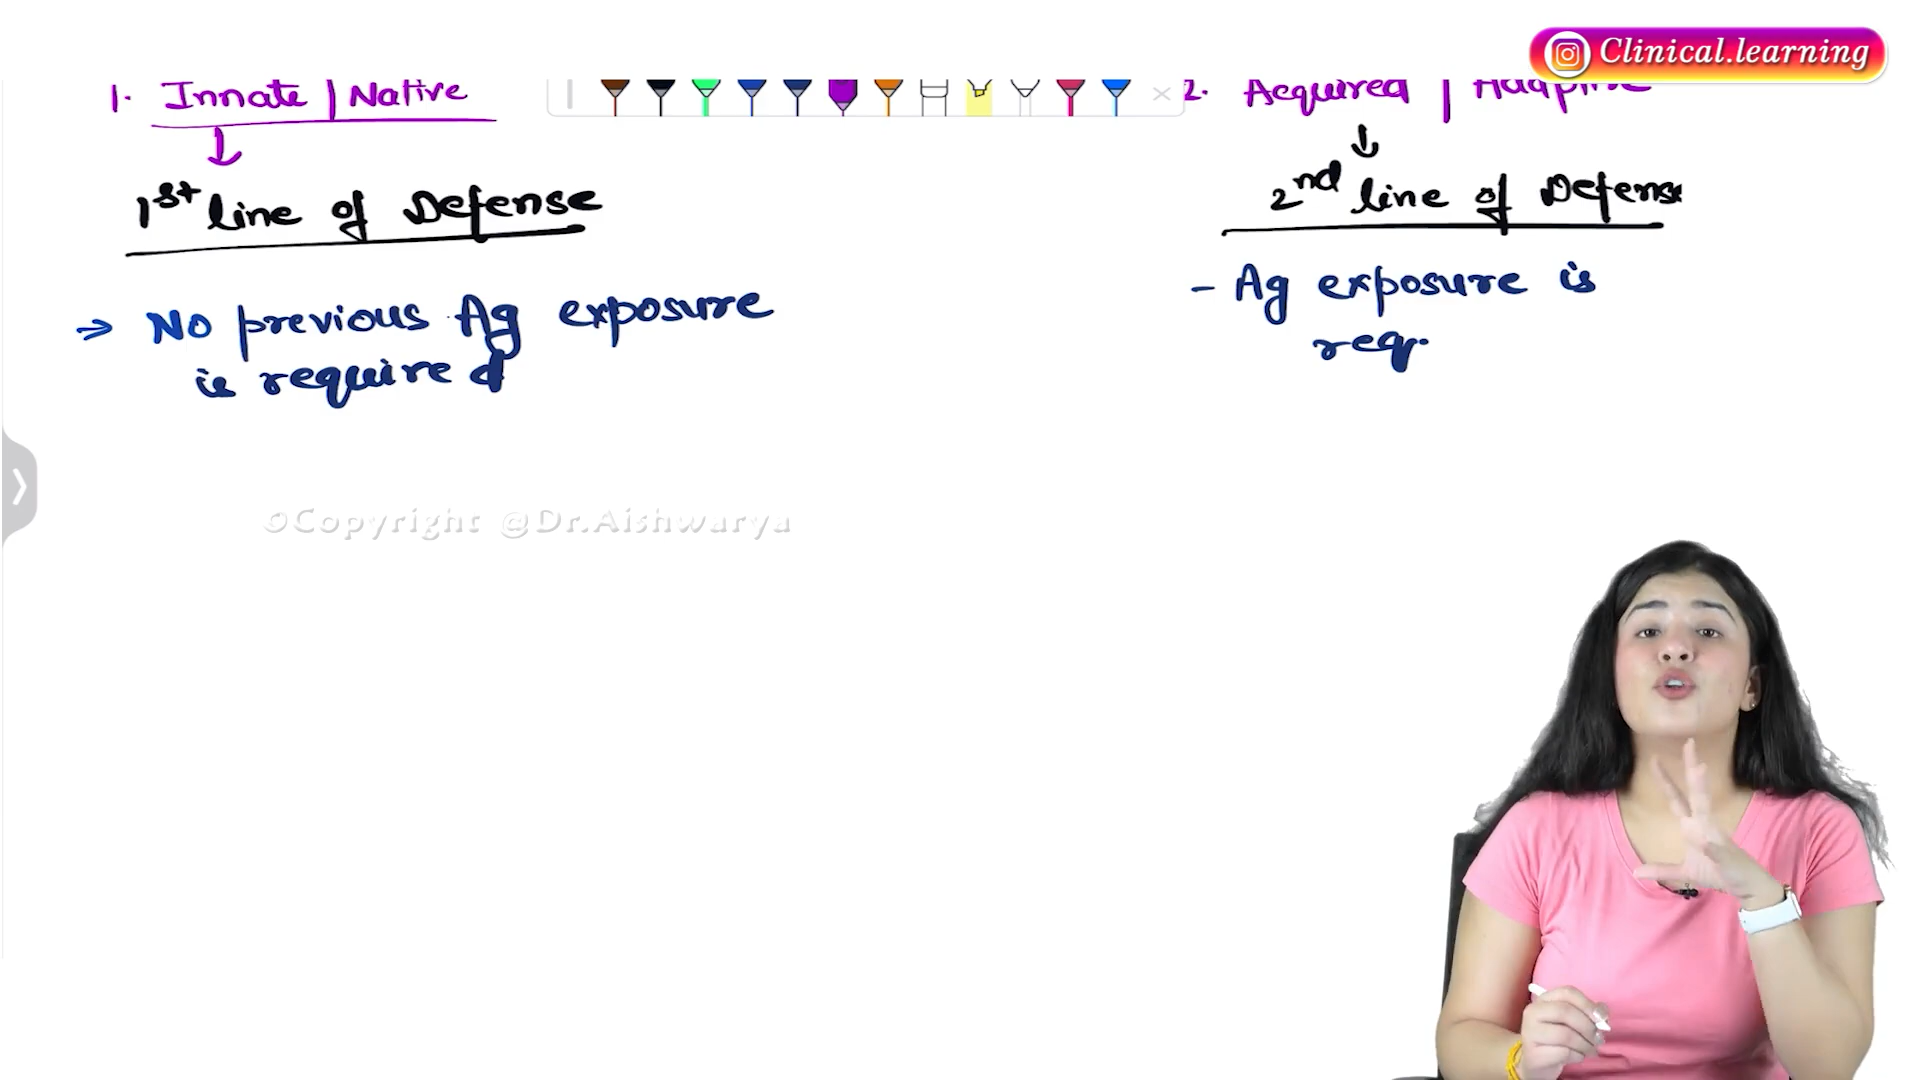 Clinical.learning
1. Innate | Native
1st line of Defense
→ No previous Ag exposure
is required
2. Acquired | Adaptive
2nd line of Defense
- Ag exposure is
req.
©Copyright @Dr.Aishwarya